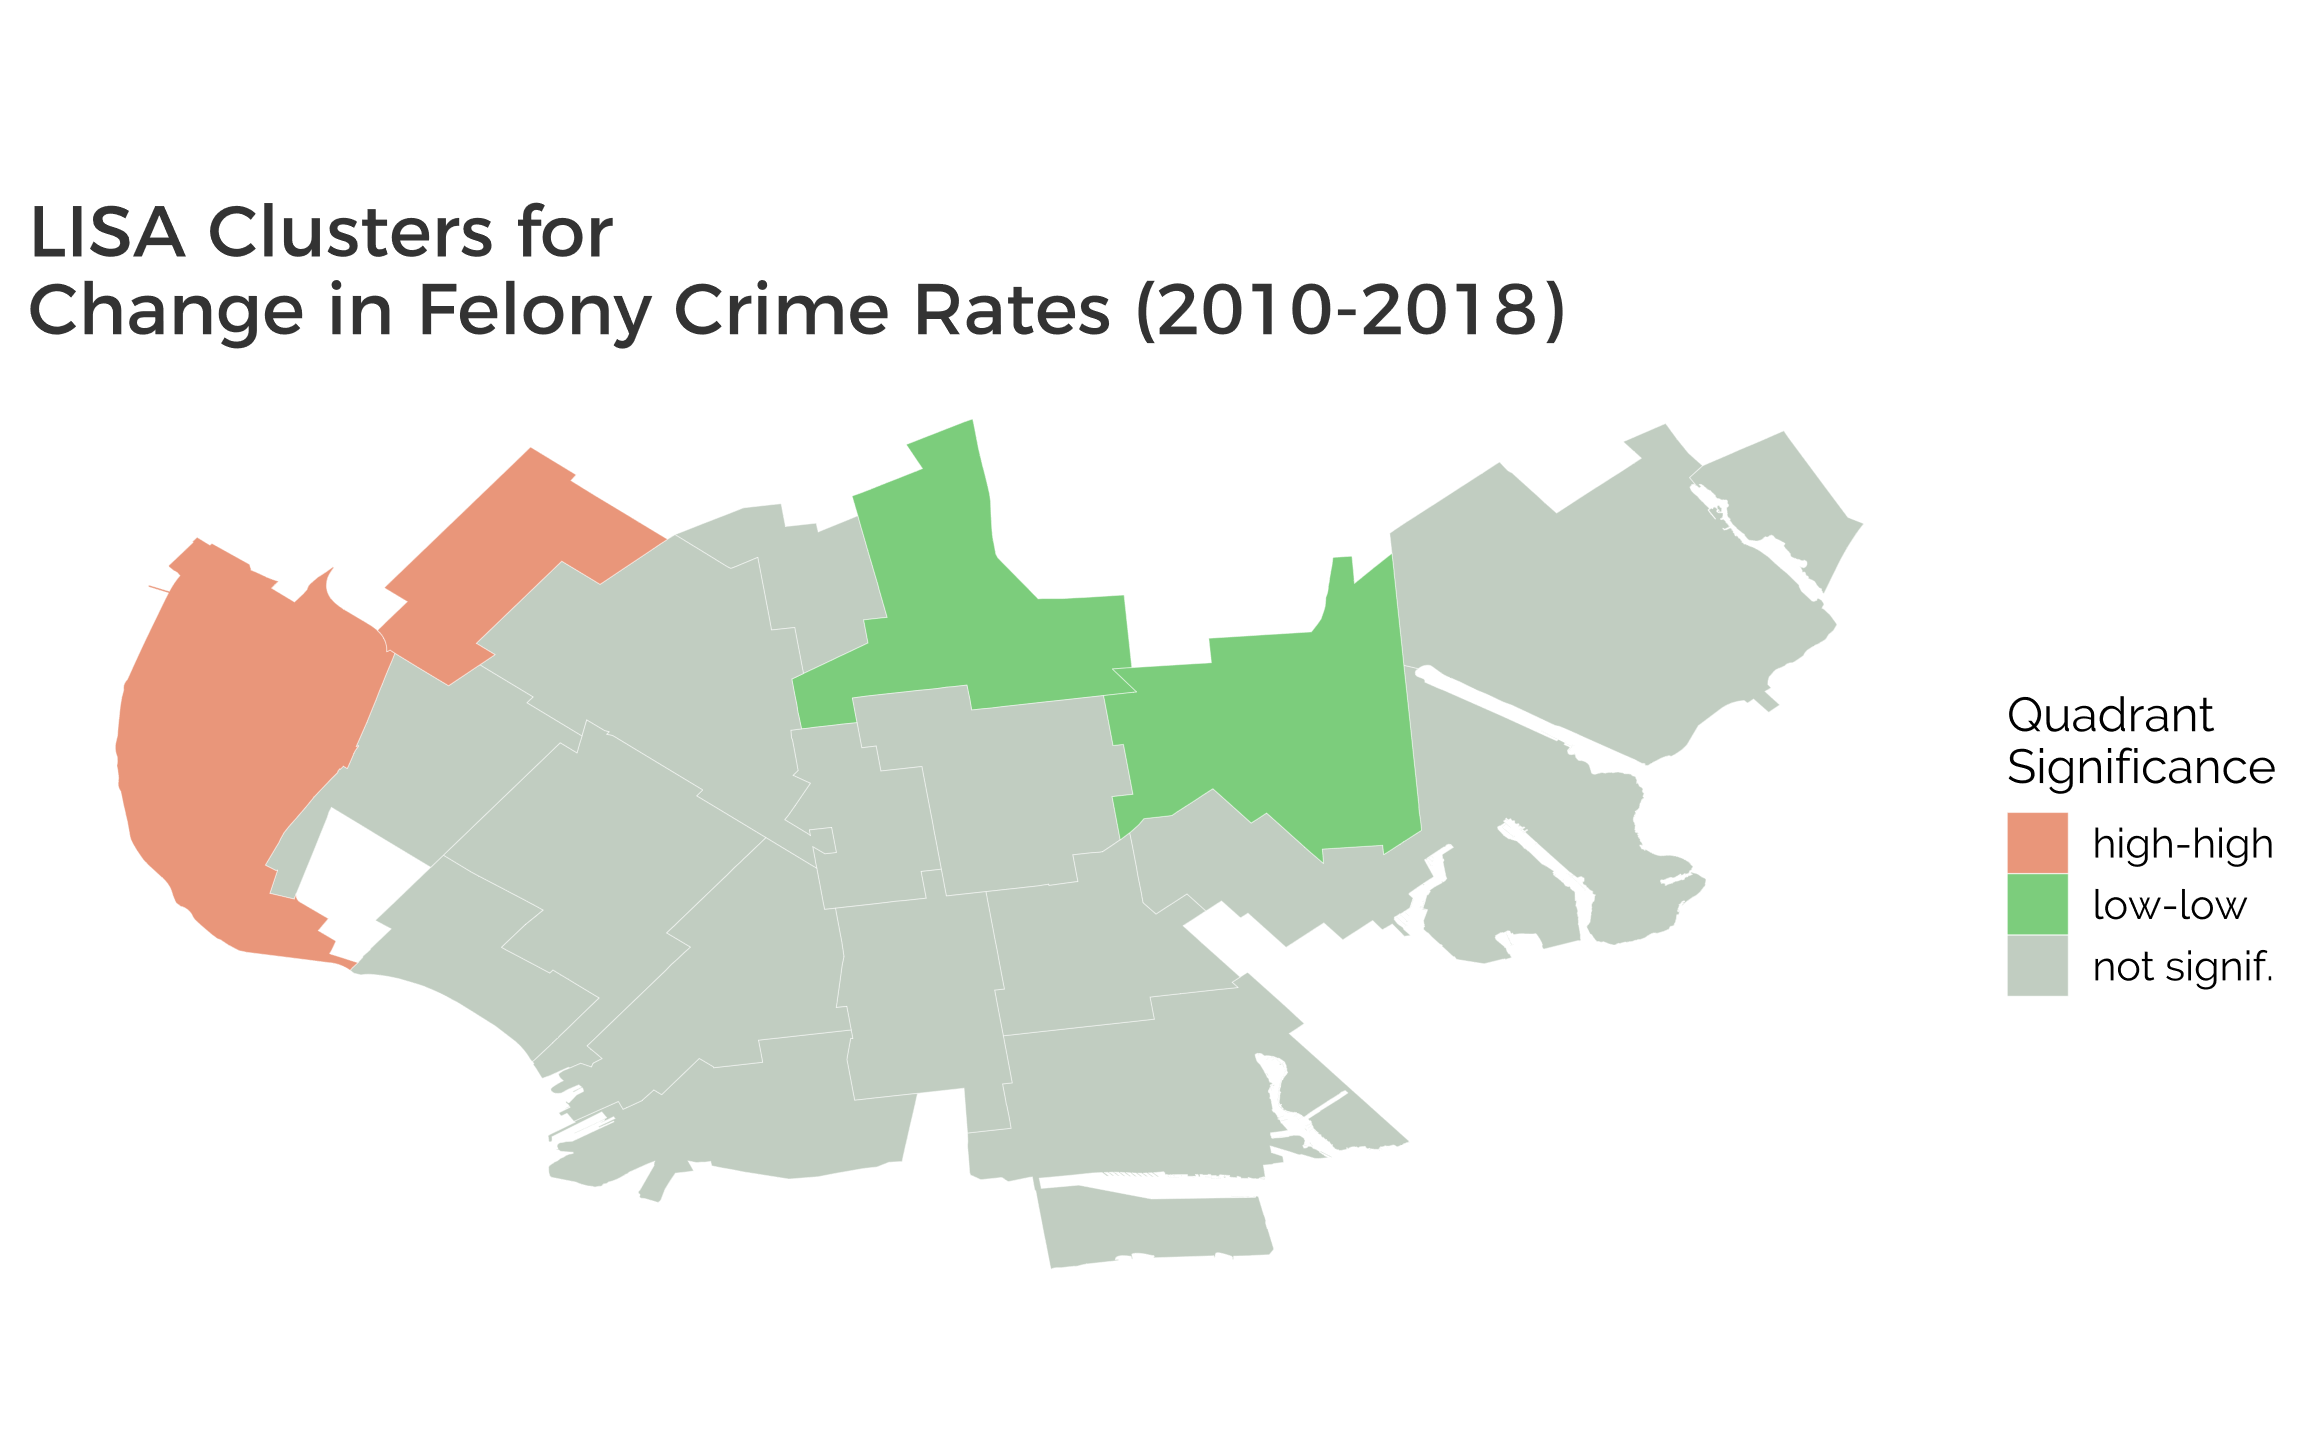 LISA Clusters for
Change in Felony Crime Rates (2010-2018)
Quadrant
Significance
high-high
low-low
not signif.